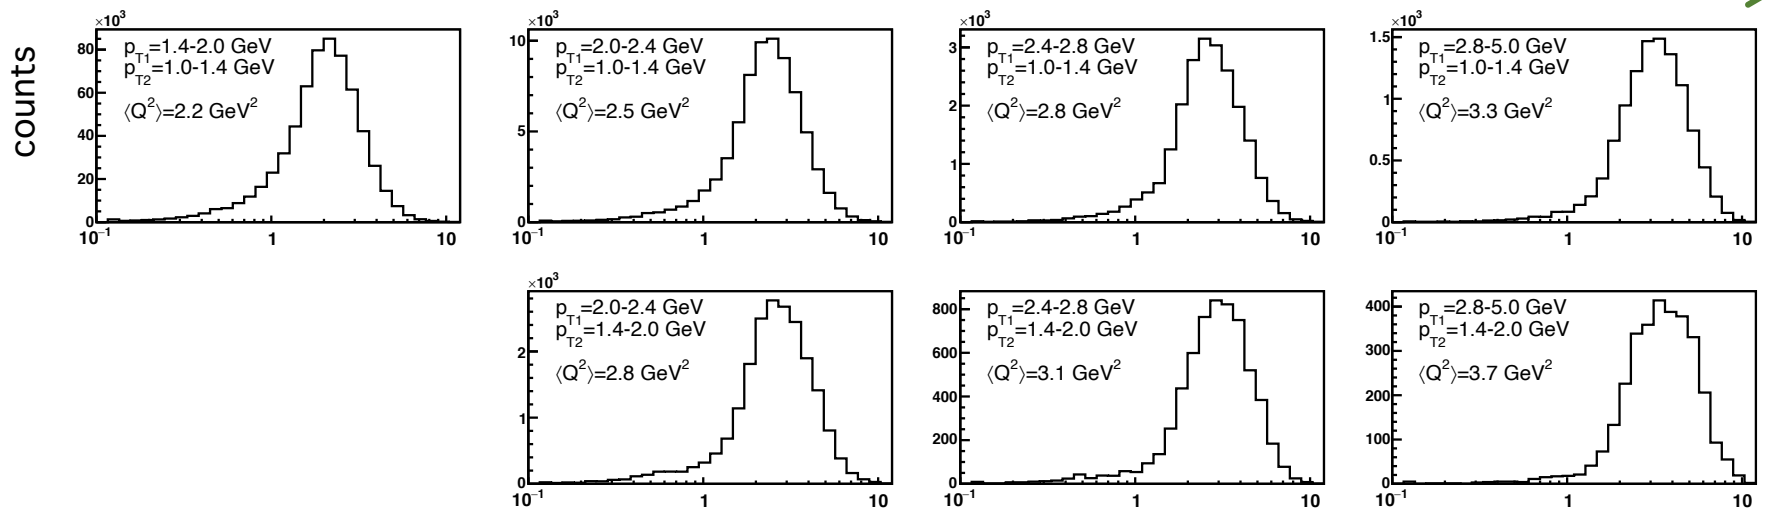 counts
×10³
p_T1=1.4-2.0 GeV
p_T2=1.0-1.4 GeV
⟨Q²⟩=2.2 GeV²
80
60
40
20
0
10⁻¹ 1 10
×10³
p_T1=2.0-2.4 GeV
p_T2=1.0-1.4 GeV
⟨Q²⟩=2.5 GeV²
10
5
0
10⁻¹ 1 10
×10³
p_T1=2.4-2.8 GeV
p_T2=1.0-1.4 GeV
⟨Q²⟩=2.8 GeV²
3
2
1
0
10⁻¹ 1 10
×10³
p_T1=2.8-5.0 GeV
p_T2=1.0-1.4 GeV
⟨Q²⟩=3.3 GeV²
1.5
1
0.5
0
10⁻¹ 1 10
×10³
p_T1=2.0-2.4 GeV
p_T2=1.4-2.0 GeV
⟨Q²⟩=2.8 GeV²
2
1
0
10⁻¹ 1 10
p_T1=2.4-2.8 GeV
p_T2=1.4-2.0 GeV
⟨Q²⟩=3.1 GeV²
800
600
400
200
0
10⁻¹ 1 10
p_T1=2.8-5.0 GeV
p_T2=1.4-2.0 GeV
⟨Q²⟩=3.7 GeV²
400
300
200
100
0
10⁻¹ 1 10